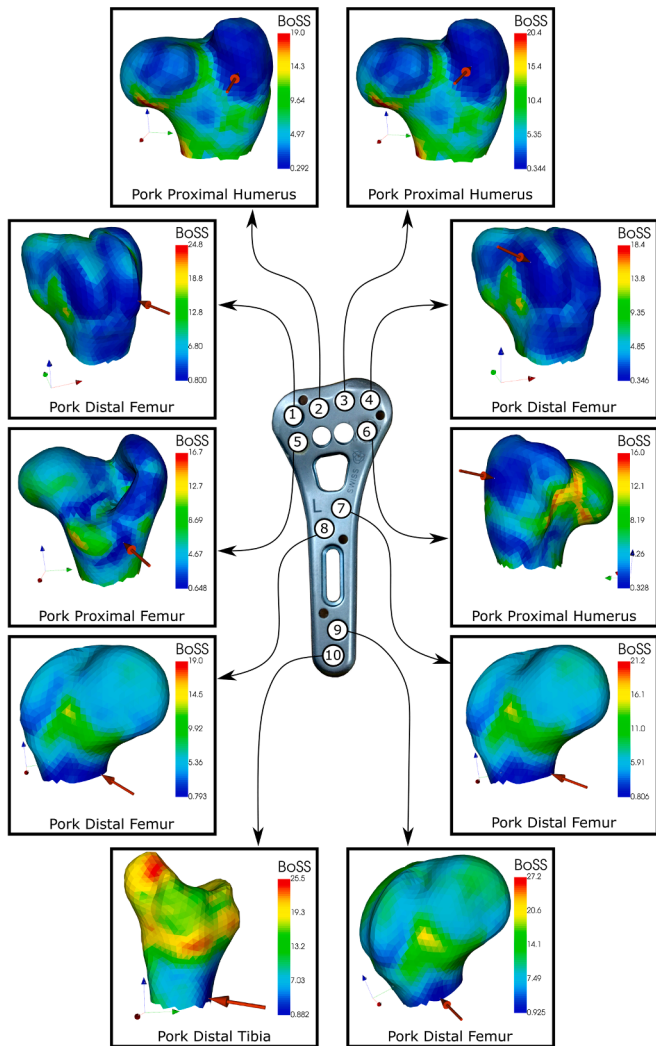 BoSS
19.0
14.3
9.64
4.97
0.292
Pork Proximal Humerus
BoSS
20.4
15.4
10.4
5.35
0.344
Pork Proximal Humerus
BoSS
24.8
18.8
12.8
6.80
0.800
Pork Distal Femur
BoSS
18.4
13.9
9.35
4.85
0.346
Pork Distal Femur
1
2
3
4
5
6
SWISS
L
7
8
9
10
BoSS
16.7
12.7
8.69
4.67
0.648
Pork Proximal Femur
BoSS
16.0
12.1
8.19
4.26
0.328
Pork Proximal Humerus
BoSS
19.0
14.5
9.92
5.36
0.793
Pork Distal Femur
BoSS
21.2
16.1
11.0
5.91
0.806
Pork Distal Femur
BoSS
25.5
19.3
13.2
7.03
0.882
Pork Distal Tibia
BoSS
27.2
20.6
14.1
7.49
0.925
Pork Distal Femur